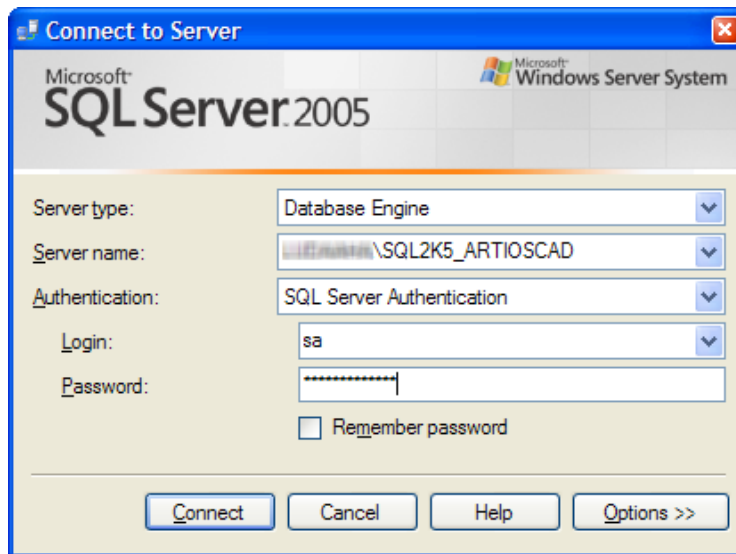 Connect to Server
Microsoft
SQL Server 2005
Microsoft
Windows Server System
Server type: Database Engine
Server name: \SQL2K5_ARTIOSCAD
Authentication: SQL Server Authentication
Login: sa
Password: *************
Remember password
Connect Cancel Help Options >>